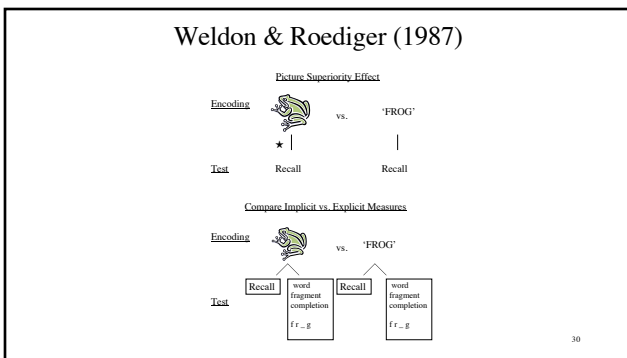 Weldon & Roediger (1987)
Picture Superiority Effect
Encoding vs. ‘FROG’
★
Test Recall Recall
Compare Implicit vs. Explicit Measures
Encoding vs. ‘FROG’
Test
Recall
word
fragment
completion
f r _ g
Recall
word
fragment
completion
f r _ g
30